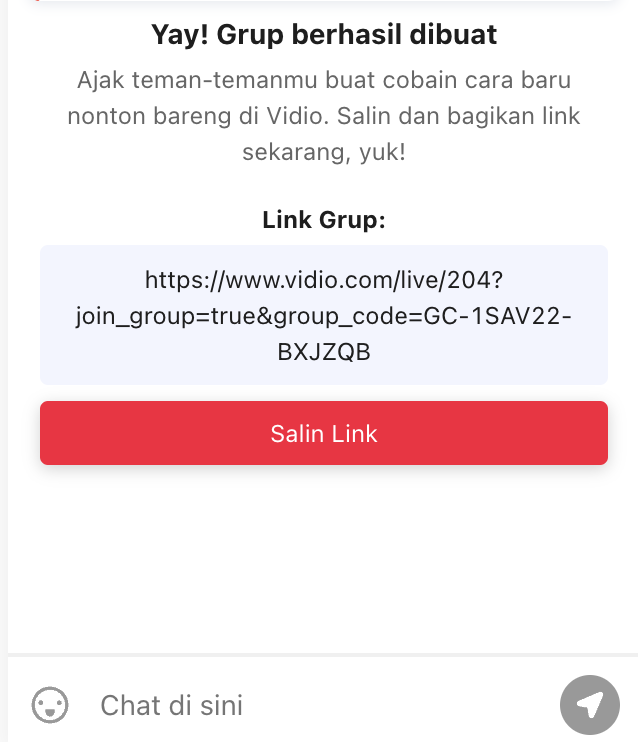 Yay! Grup berhasil dibuat
Ajak teman-temanmu buat cobain cara baru
nonton bareng di Vidio. Salin dan bagikan link
sekarang, yuk!
Link Grup:
https://www.vidio.com/live/204?
join_group=true&group_code=GC-1SAV22-
BXJZQB
Salin Link
Chat di sini